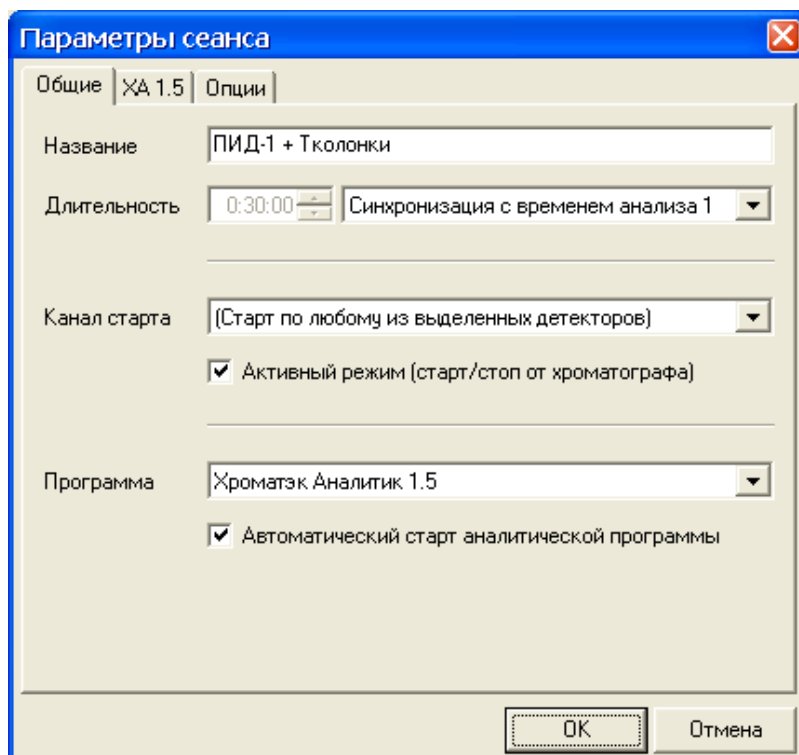 Параметры сеанса
Общие ХА 1.5 Опции
Название ПИД-1 + Тколонки
Длительность 0:30:00 Синхронизация с временем анализа 1
Канал старта (Старт по любому из выделенных детекторов)
Активный режим (старт/стоп от хроматографа)
Программа Хроматэк Аналитик 1.5
Автоматический старт аналитической программы
OK Отмена